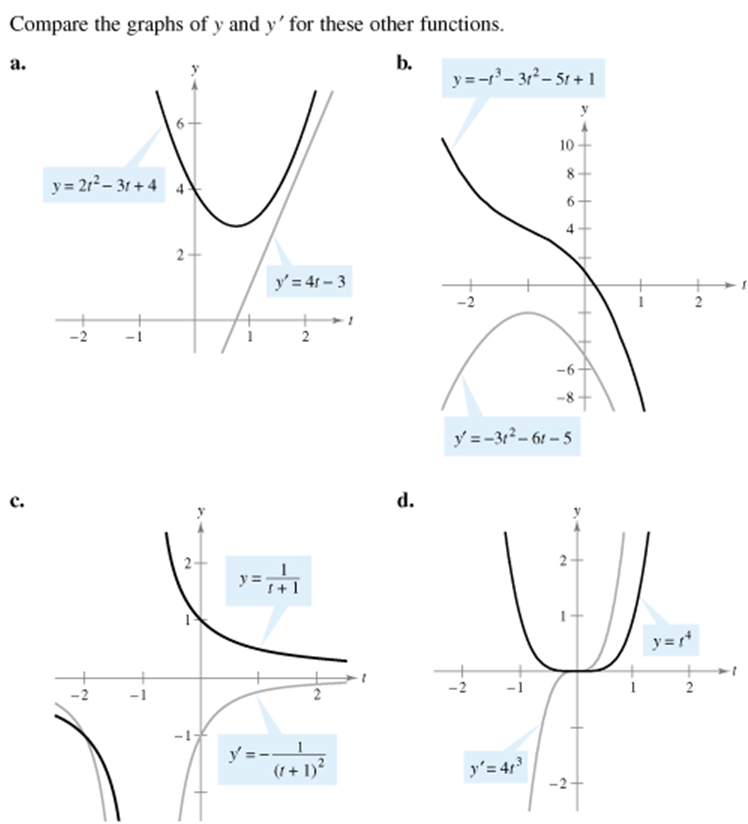 Compare the graphs of y and y′ for these other functions.
a.
y
6
y = 2t² – 3t + 4
4
2
y′ = 4t – 3
–2
–1
1
2
t
b.
y = –t³ – 3t² – 5t + 1
y
10
8
6
4
–2
1
2
t
–6
–8
y′ = –3t² – 6t – 5
c.
y
2
y = 1/(t + 1)
1
–2
–1
2
t
–1
y′ = – 1/(t + 1)²
d.
y
2
1
y = t⁴
–2
–1
1
2
t
y′ = 4t³
–2